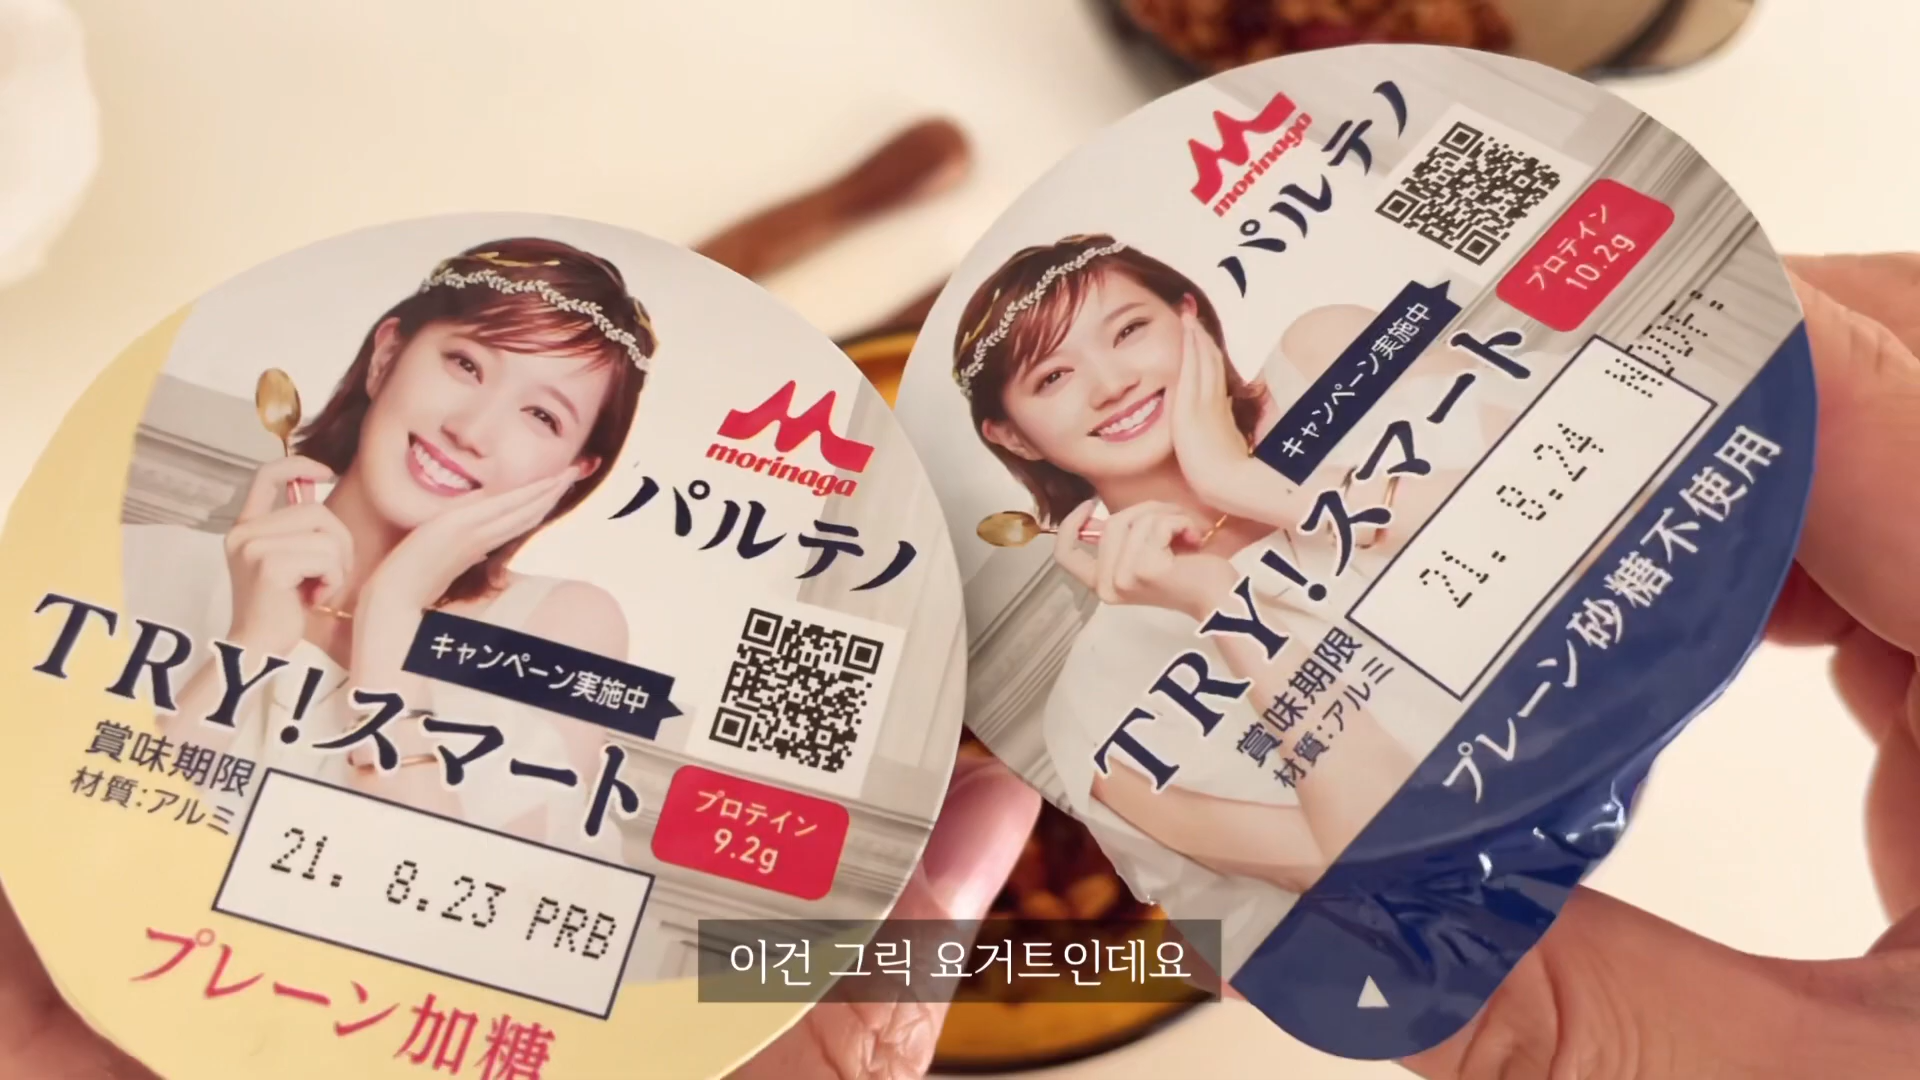 morinaga
パルテノ
キャンペーン実施中
TRY!スマート
賞味期限
材質:アルミ
プロテイン
9.2g
21. 8.23 PRB
プレーン加糖
morinaga
パルテノ
プロテイン
10.2g
キャンペーン実施中
TRY!スマート
賞味期限
材質:アルミ
21. 8.24
プレーン砂糖不使用
이건 그릭 요거트인데요